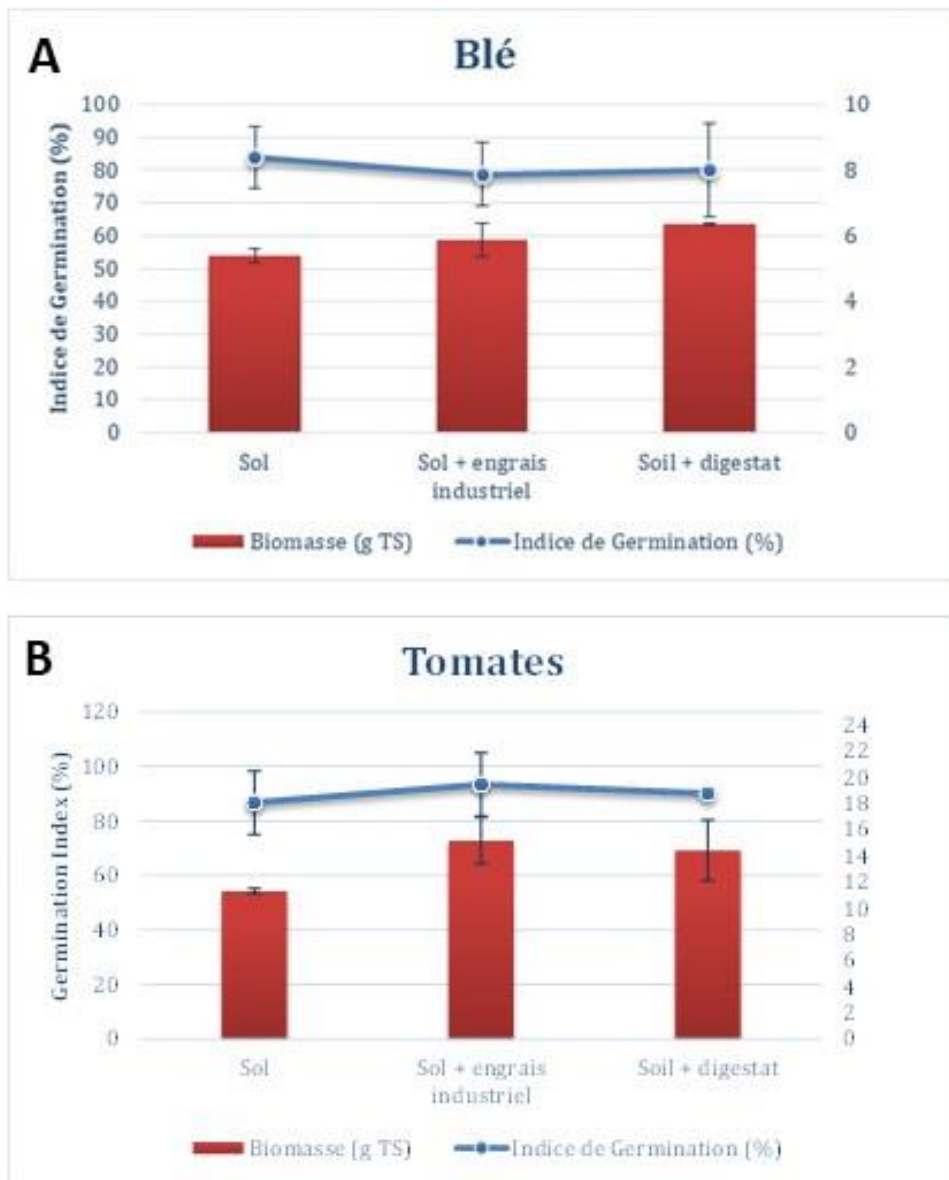 A
Blé
Indice de Germination (%)
100
90
80
70
60
50
40
30
20
10
0
10
8
6
4
2
0
Sol
Sol + engrais
industriel
Soil + digestat
Biomasse (g TS)
Indice de Germination (%)
B
Tomates
Germination Index (%)
120
100
80
60
40
20
0
24
22
20
18
16
14
12
10
8
6
4
2
0
Sol
Sol + engrais
industriel
Soil + digestat
Biomasse (g TS)
Indice de Germination (%)